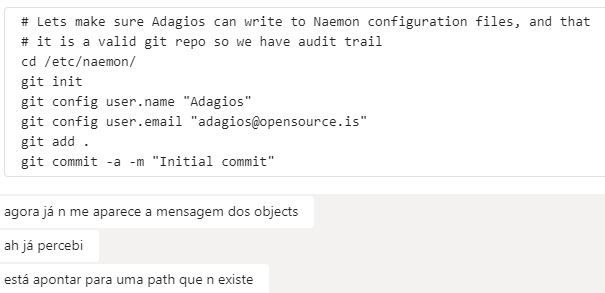 # Lets make sure Adagios can write to Naemon configuration files, and that
# it is a valid git repo so we have audit trail
cd /etc/naemon/
git init
git config user.name "Adagios"
git config user.email "adagios@opensource.is"
git add .
git commit -a -m "Initial commit"
agora já n me aparece a mensagem dos objects
ah já percebi
está apontar para uma path que n existe